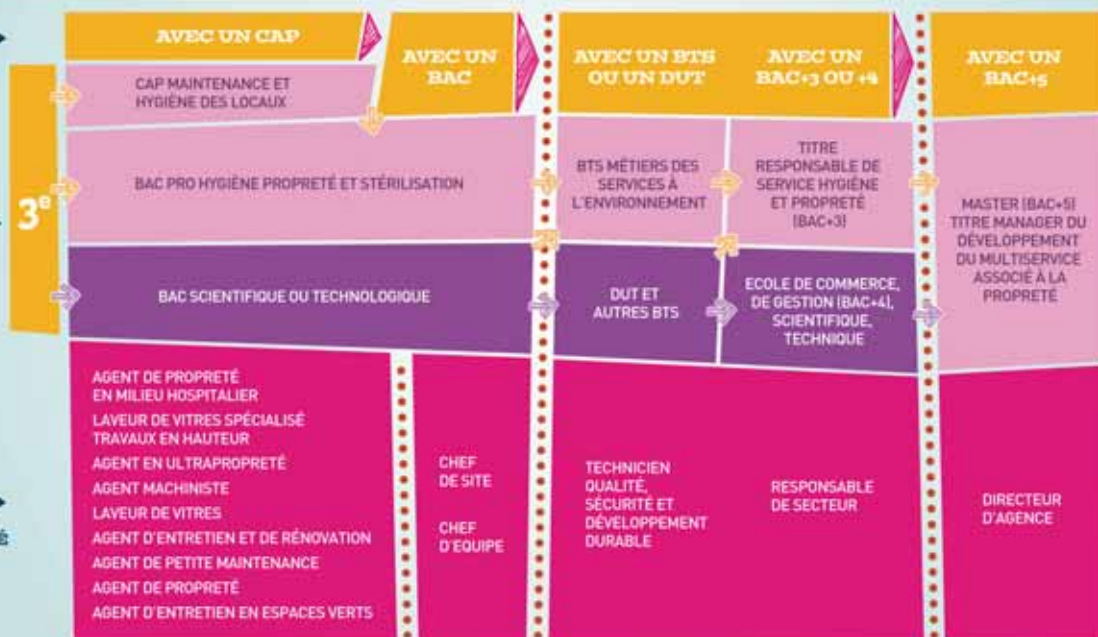 AVEC UN CAP
AVEC UN
BAC
AVEC UN BTS
OU UN DUT
AVEC UN
BAC+3 OU +4
AVEC UN
BAC+5
3e
CAP MAINTENANCE ET
HYGIÈNE DES LOCAUX
BAC PRO HYGIÈNE PROPRETÉ ET STÉRILISATION
BTS MÉTIERS DES
SERVICES À
L'ENVIRONNEMENT
TITRE
RESPONSABLE DE
SERVICE HYGIÈNE
ET PROPRETÉ
(BAC+3)
MASTER (BAC+5)
TITRE MANAGER DU
DÉVELOPPEMENT
DU MULTISERVICE
ASSOCIÉ À LA
PROPRETÉ
BAC SCIENTIFIQUE OU TECHNOLOGIQUE
DUT ET
AUTRES BTS
ECOLE DE COMMERCE,
DE GESTION (BAC+4),
SCIENTIFIQUE,
TECHNIQUE
AGENT DE PROPRETÉ
EN MILIEU HOSPITALIER
LAVEUR DE VITRES SPÉCIALISÉ
TRAVAUX EN HAUTEUR
AGENT EN ULTRAPROPRETÉ
AGENT MACHINISTE
LAVEUR DE VITRES
AGENT D'ENTRETIEN ET DE RÉNOVATION
AGENT DE PETITE MAINTENANCE
AGENT DE PROPRETÉ
AGENT D'ENTRETIEN EN ESPACES VERTS
CHEF
DE SITE
CHEF
D'EQUIPE
TECHNICIEN
QUALITÉ,
SÉCURITÉ ET
DÉVELOPPEMENT
DURABLE
RESPONSABLE
DE SECTEUR
DIRECTEUR
D'AGENCE